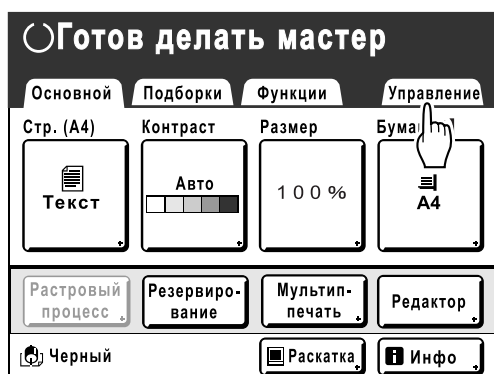 Готов делать мастер
Основной Подборки Функции Управление
Стр. (A4) Контраст Размер
Текст
Авто
100%
A4
Растровый процесс
Резервиро-
вание
Мультип-
печать
Редактор
Черный Раскатка Инфо